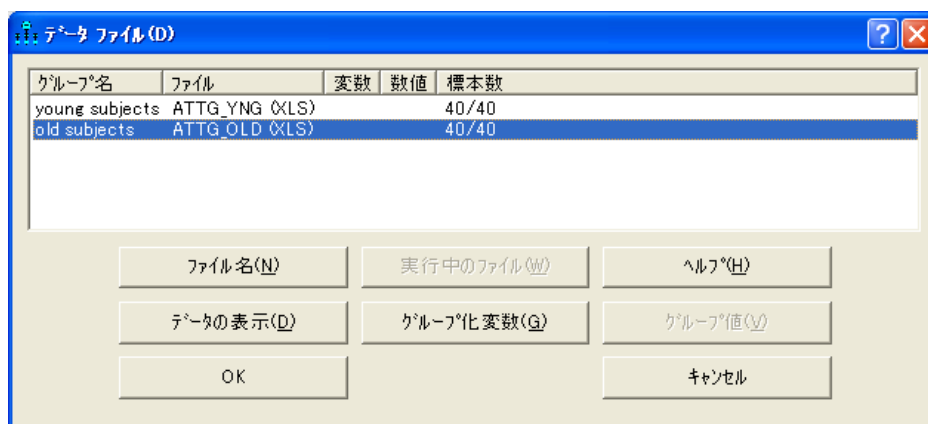 データ ファイル(D)
グループ名 ファイル 変数 数値 標本数
young subjects ATTG_YNG (XLS) 40/40
old subjects ATTG_OLD (XLS) 40/40
ファイル名(N) 実行中のファイル(W) ヘルプ(H)
データの表示(D) グループ化変数(G) グループ値(V)
OK キャンセル